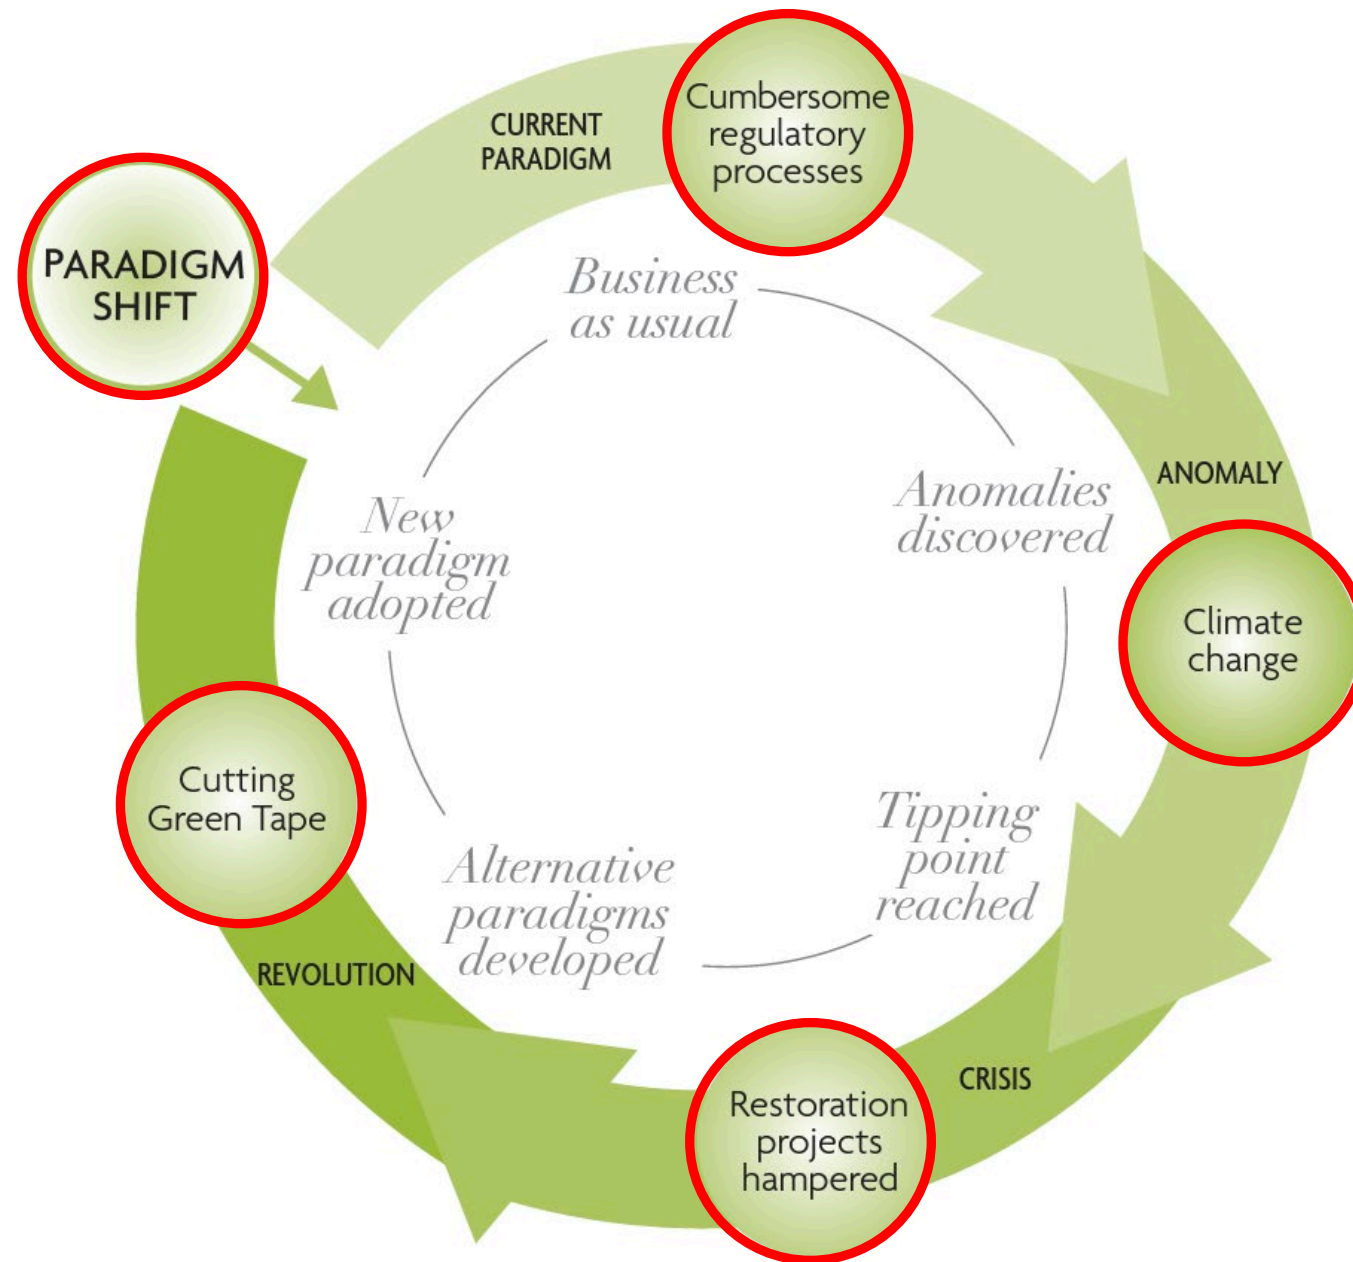 CURRENT
PARADIGM
Cumbersome
regulatory
processes
PARADIGM
SHIFT
Business
as usual
ANOMALY
Anomalies
discovered
Climate
change
Tipping
point
reached
CRISIS
Restoration
projects
hampered
Alternative
paradigms
developed
REVOLUTION
Cutting
Green Tape
New
paradigm
adopted